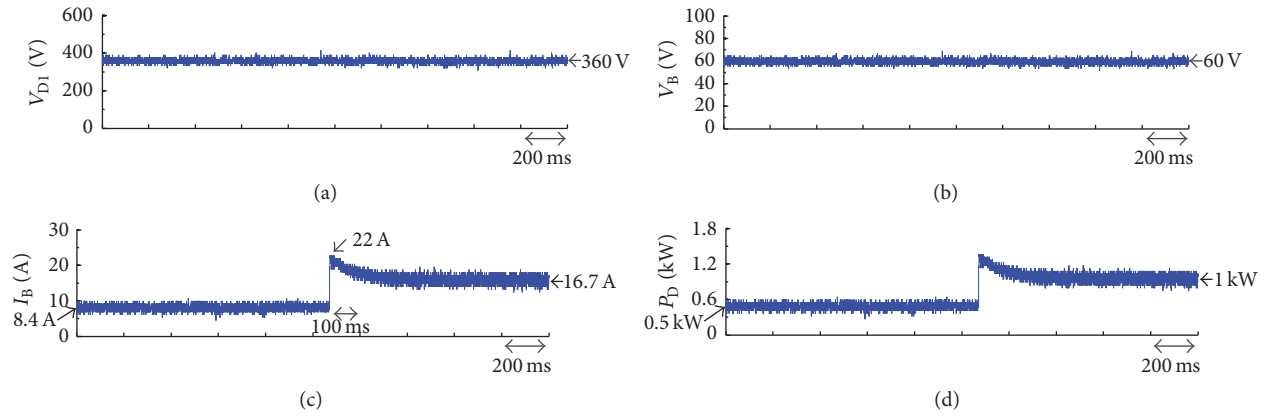 V_D1 (V)
600
400
200
0
360 V
200 ms
(a)
V_B (V)
100
80
60
40
20
0
60 V
200 ms
(b)
I_B (A)
30
20
10
0
8.4 A
22 A
100 ms
16.7 A
200 ms
(c)
P_D (kW)
1.8
1.2
0.6
0
0.5 kW
1 kW
200 ms
(d)